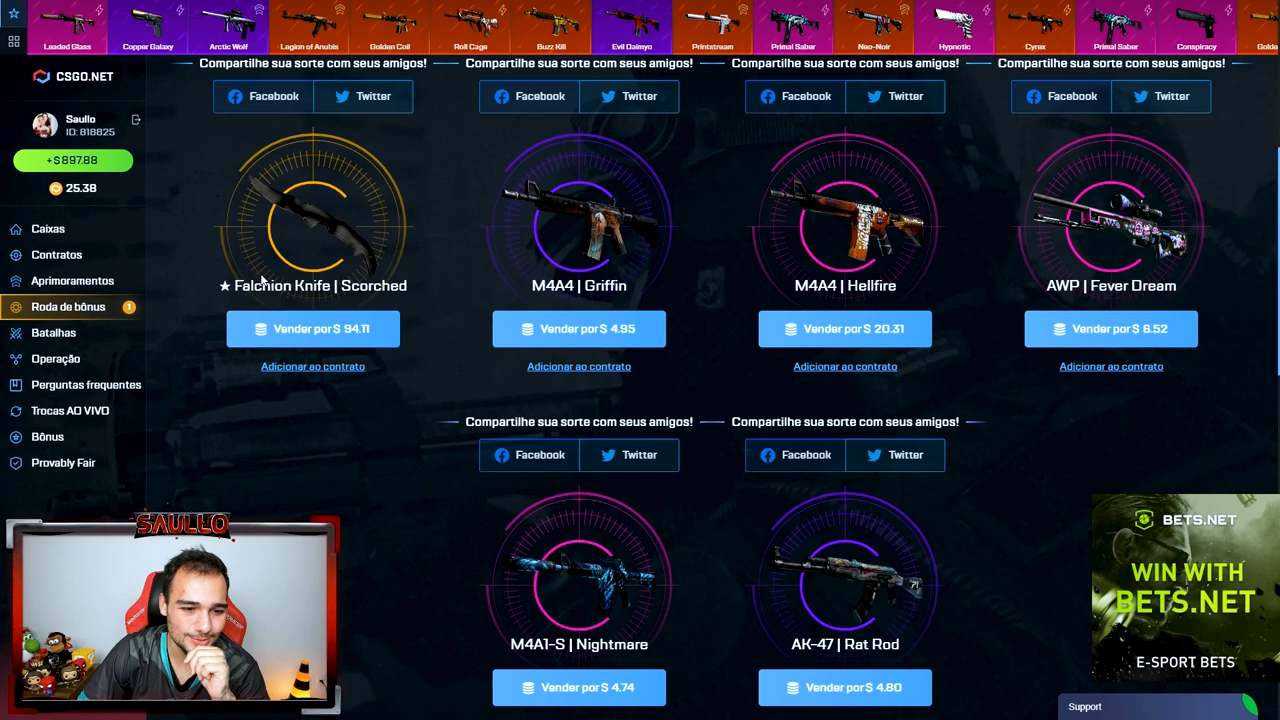 Leaded Glass
Copper Galaxy
Arctic Wolf
Legion of Anubis
Golden Coil
Roll Cage
Buzz Kill
Evil Daimyo
Printstream
Primal Saber
Neo-Noir
Hypnotic
Cyrex
Primal Saber
Conspiracy
CSGO.NET
Saullo
ID: 818825
+$ 897.88
25.38
Caixas
Contratos
Aprimoramentos
Roda de bônus 1
Batalhas
Operação
Perguntas frequentes
Trocas AO VIVO
Bônus
Provably Fair
Compartilhe sua sorte com seus amigos!
Compartilhe sua sorte com seus amigos!
Compartilhe sua sorte com seus amigos!
Compartilhe sua sorte com seus amigos!
Facebook Twitter
Facebook Twitter
Facebook Twitter
Facebook Twitter
★ Falchion Knife | Scorched
M4A4 | Griffin
M4A4 | Hellfire
AWP | Fever Dream
Vender por $ 94.11
Vender por $ 4.95
Vender por $ 20.31
Vender por $ 6.52
Adicionar ao contrato
Adicionar ao contrato
Adicionar ao contrato
Adicionar ao contrato
Compartilhe sua sorte com seus amigos!
Compartilhe sua sorte com seus amigos!
Facebook Twitter
Facebook Twitter
M4A1-S | Nightmare
AK-47 | Rat Rod
Vender por $ 4.74
Vender por $ 4.80
SAULLO
BETS.NET
WIN WITH
BETS.NET
E-SPORT BETS
Support